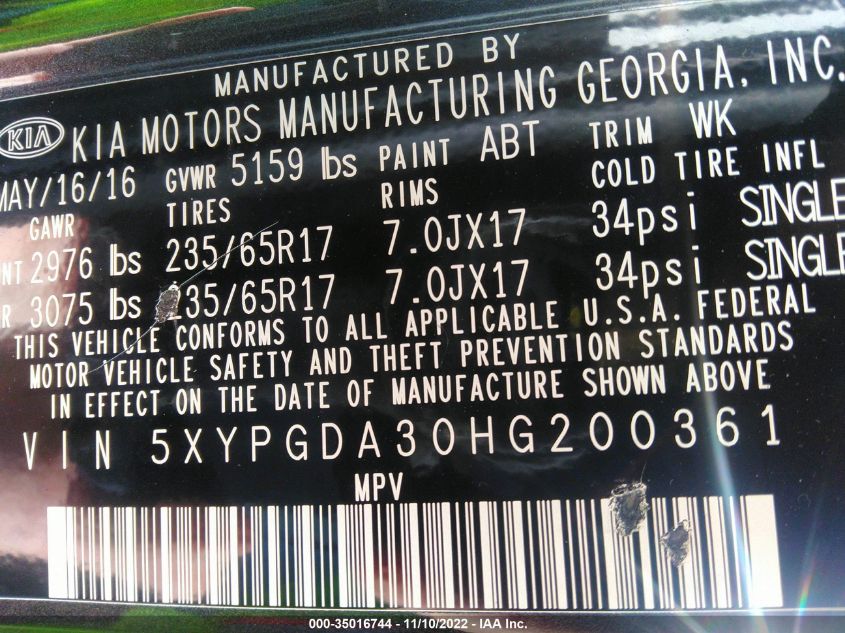 MANUFACTURED BY
KIA KIA MOTORS MANUFACTURING GEORGIA, INC.
MAY/16/16 GVWR 5159 lbs PAINT ABT TRIM WK
GAWR TIRES RIMS COLD TIRE INFL
NT 2976 lbs 235/65R17 7.0JX17 34psi SINGLE
R 3075 lbs 35/65R17 7.0JX17 34psi SINGLE
THIS VEHICLE CONFORMS TO ALL APPLICABLE U.S.A. FEDERAL
MOTOR VEHICLE SAFETY AND THEFT PREVENTION STANDARDS
IN EFFECT ON THE DATE OF MANUFACTURE SHOWN ABOVE
VIN 5XYPGDA30HG200361
MPV
000-35016744 - 11/10/2022 - IAA Inc.